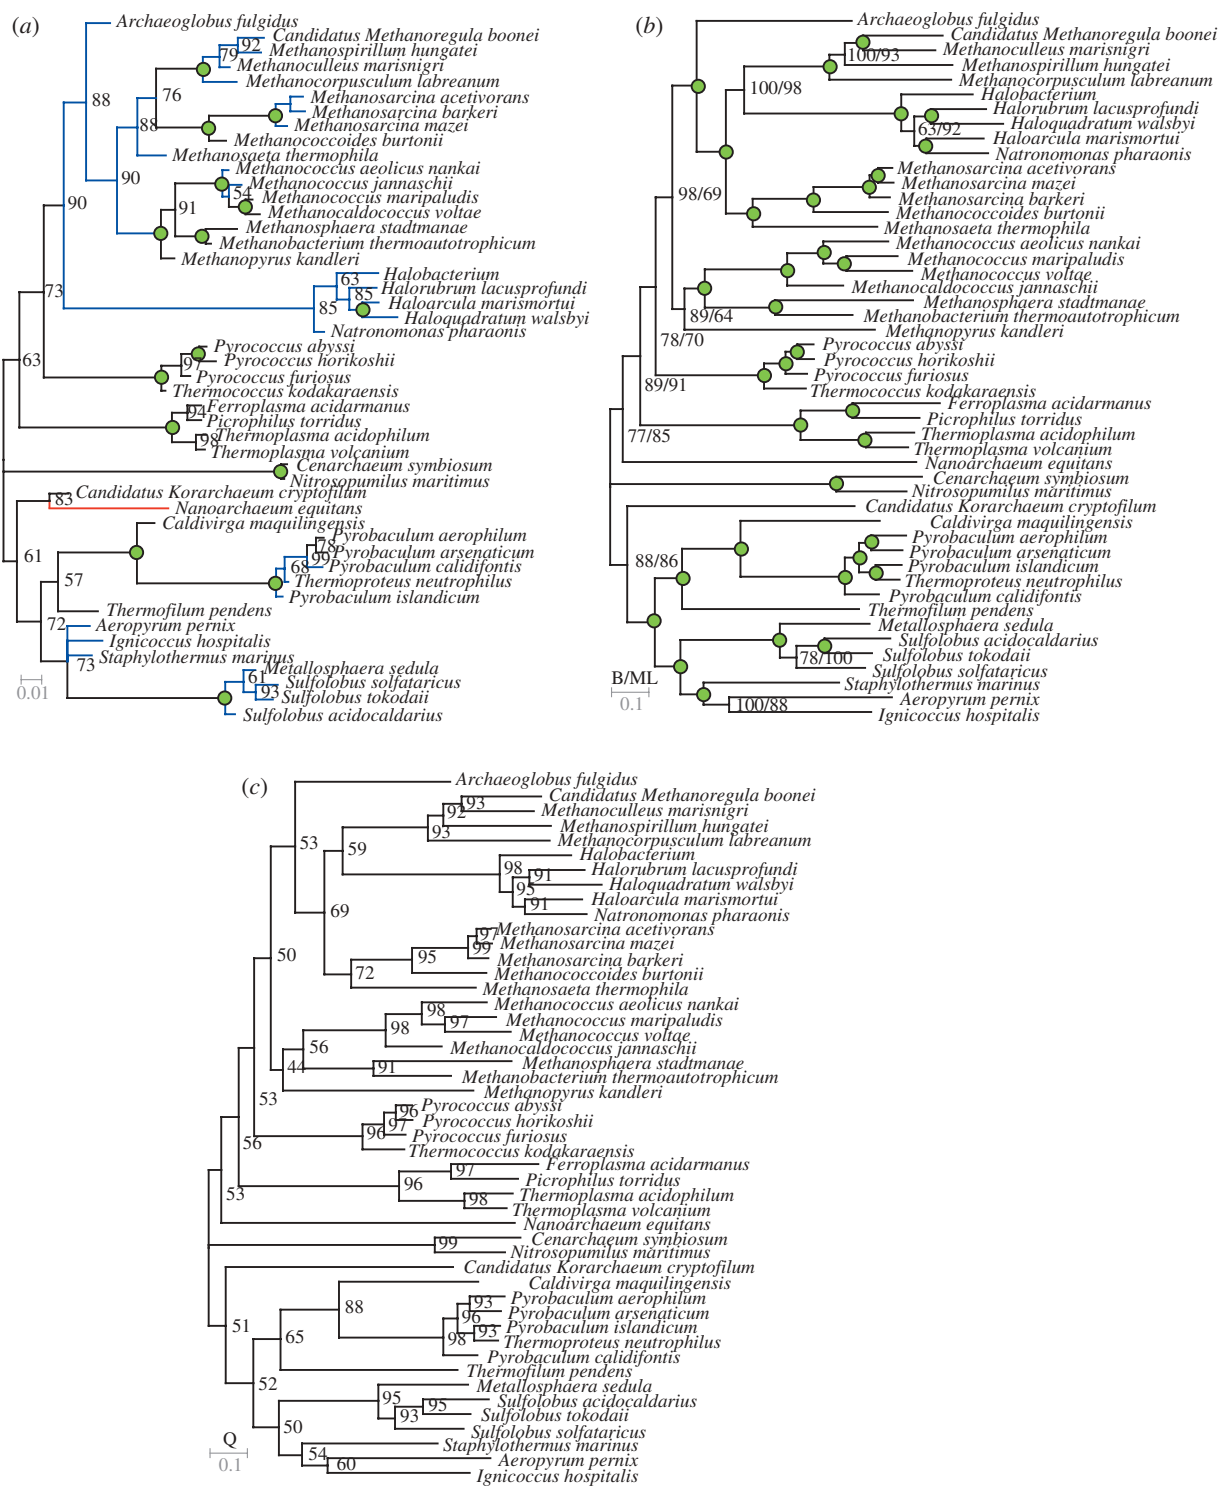 (a)
Archaeoglobus fulgidus
Candidatus Methanoregula boonei
92
Methanospirillum hungatei
79
Methanoculleus marisnigri
Methanocorpusculum labreanum
88
76
Methanosarcina acetivorans
Methanosarcina barkeri
88
Methanosarcina mazei
Methanococcoides burtonii
Methanosaeta thermophila
90
Methanococcus aeolicus nankai
Methanococcus jannaschii
54
Methanococcus maripaludis
90
91
Methanocaldococcus voltae
Methanosphaera stadtmanae
Methanobacterium thermoautotrophicum
Methanopyrus kandleri
63
Halobacterium
73
85
Halorubrum lacusprofundi
85
Haloarcula marismortui
Haloquadratum walsbyi
Natronomonas pharaonis
63
Pyrococcus abyssi
97
Pyrococcus horikoshii
Pyrococcus furiosus
Thermococcus kodakaraensis
94
Ferroplasma acidarmanus
Picrophilus torridus
98
Thermoplasma acidophilum
Thermoplasma volcanium
Cenarchaeum symbiosum
Nitrosopumilus maritimus
83
Candidatus Korarchaeum cryptofilum
Nanoarchaeum equitans
Caldivirga maquilingensis
61
Pyrobaculum aerophilum
78
99
Pyrobaculum arsenaticum
68
Pyrobaculum calidifontis
57
Thermoproteus neutrophilus
Pyrobaculum islandicum
Thermofilum pendens
72
Aeropyrum pernix
Ignicoccus hospitalis
73
Staphylothermus marinus
61
Metallosphaera sedula
93
Sulfolobus solfataricus
Sulfolobus tokodaii
Sulfolobus acidocaldarius
0.01
(b)
Archaeoglobus fulgidus
Candidatus Methanoregula boonei
100/93
Methanoculleus marisnigri
Methanospirillum hungatei
100/98
Methanocorpusculum labreanum
Halobacterium
Halorubrum lacusprofundi
63/92
Haloquadratum walsbyi
Haloarcula marismortui
Natronomonas pharaonis
Methanosarcina acetivorans
Methanosarcina mazei
98/69
Methanosarcina barkeri
Methanococcoides burtonii
Methanosaeta thermophila
Methanococcus aeolicus nankai
Methanococcus maripaludis
Methanococcus voltae
Methanocaldococcus jannaschii
Methanosphaera stadtmanae
89/64
Methanobacterium thermoautotrophicum
78/70
Methanopyrus kandleri
Pyrococcus abyssi
Pyrococcus horikoshii
89/91
Pyrococcus furiosus
Thermococcus kodakaraensis
Ferroplasma acidarmanus
Picrophilus torridus
77/85
Thermoplasma acidophilum
Thermoplasma volcanium
Nanoarchaeum equitans
Cenarchaeum symbiosum
Nitrosopumilus maritimus
Candidatus Korarchaeum cryptofilum
Caldivirga maquilingensis
Pyrobaculum aerophilum
88/86
Pyrobaculum arsenaticum
Pyrobaculum islandicum
Thermoproteus neutrophilus
Pyrobaculum calidifontis
Thermofilum pendens
Metallosphaera sedula
Sulfolobus acidocaldarius
78/100
Sulfolobus tokodaii
Sulfolobus solfataricus
Staphylothermus marinus
100/88
Aeropyrum pernix
Ignicoccus hospitalis
B/ML
0.1
(c)
Archaeoglobus fulgidus
93
Candidatus Methanoregula boonei
92
Methanoculleus marisnigri
93
Methanospirillum hungatei
53
59
Methanocorpusculum labreanum
Halobacterium
98
91
Halorubrum lacusprofundi
95
Haloquadratum walsbyi
91
Haloarcula marismortui
69
Natronomonas pharaonis
97
Methanosarcina acetivorans
99
Methanosarcina mazei
50
95
Methanosarcina barkeri
72
Methanococcoides burtonii
Methanosaeta thermophila
98
Methanococcus aeolicus nankai
97
Methanococcus maripaludis
98
Methanococcus voltae
56
Methanocaldococcus jannaschii
44
91
Methanosphaera stadtmanae
Methanobacterium thermoautotrophicum
53
Methanopyrus kandleri
96
Pyrococcus abyssi
97
Pyrococcus horikoshii
56
96
Pyrococcus furiosus
Thermococcus kodakaraensis
97
Ferroplasma acidarmanus
96
Picrophilus torridus
53
98
Thermoplasma acidophilum
Thermoplasma volcanium
Nanoarchaeum equitans
99
Cenarchaeum symbiosum
Nitrosopumilus maritimus
Candidatus Korarchaeum cryptofilum
Caldivirga maquilingensis
88
93
Pyrobaculum aerophilum
96
Pyrobaculum arsenaticum
51
65
93
Pyrobaculum islandicum
98
Thermoproteus neutrophilus
Pyrobaculum calidifontis
Thermofilum pendens
52
Metallosphaera sedula
95
95
Sulfolobus acidocaldarius
93
Sulfolobus tokodaii
50
Sulfolobus solfataricus
54
Staphylothermus marinus
60
Aeropyrum pernix
Ignicoccus hospitalis
Q
0.1